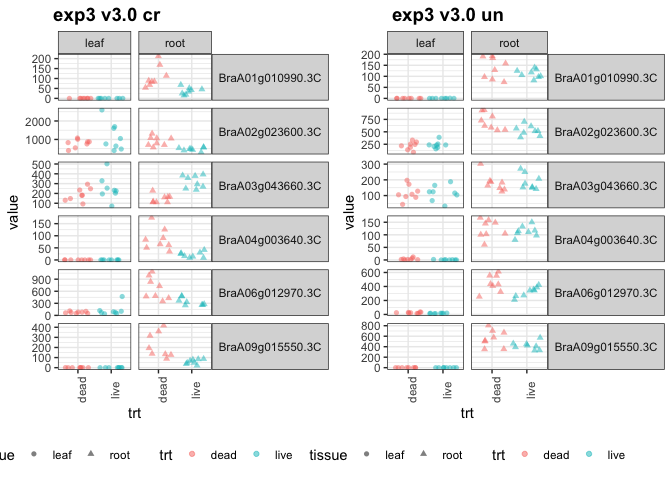 exp3 v3.0 cr
leaf
root
value
200
150
100
50
0
BraA01g010990.3C
2000
1000
BraA02g023600.3C
500
400
300
200
100
BraA03g043660.3C
150
100
50
0
BraA04g003640.3C
900
600
300
0
BraA06g012970.3C
400
300
200
100
0
BraA09g015550.3C
dead
live
dead
live
trt
ue
leaf
root
trt
dead
live
exp3 v3.0 un
leaf
root
value
200
150
100
50
0
BraA01g010990.3C
750
500
250
BraA02g023600.3C
300
200
100
BraA03g043660.3C
150
100
50
0
BraA04g003640.3C
600
400
200
0
BraA06g012970.3C
800
600
400
200
0
BraA09g015550.3C
dead
live
dead
live
trt
tissue
leaf
root
trt
dead
live